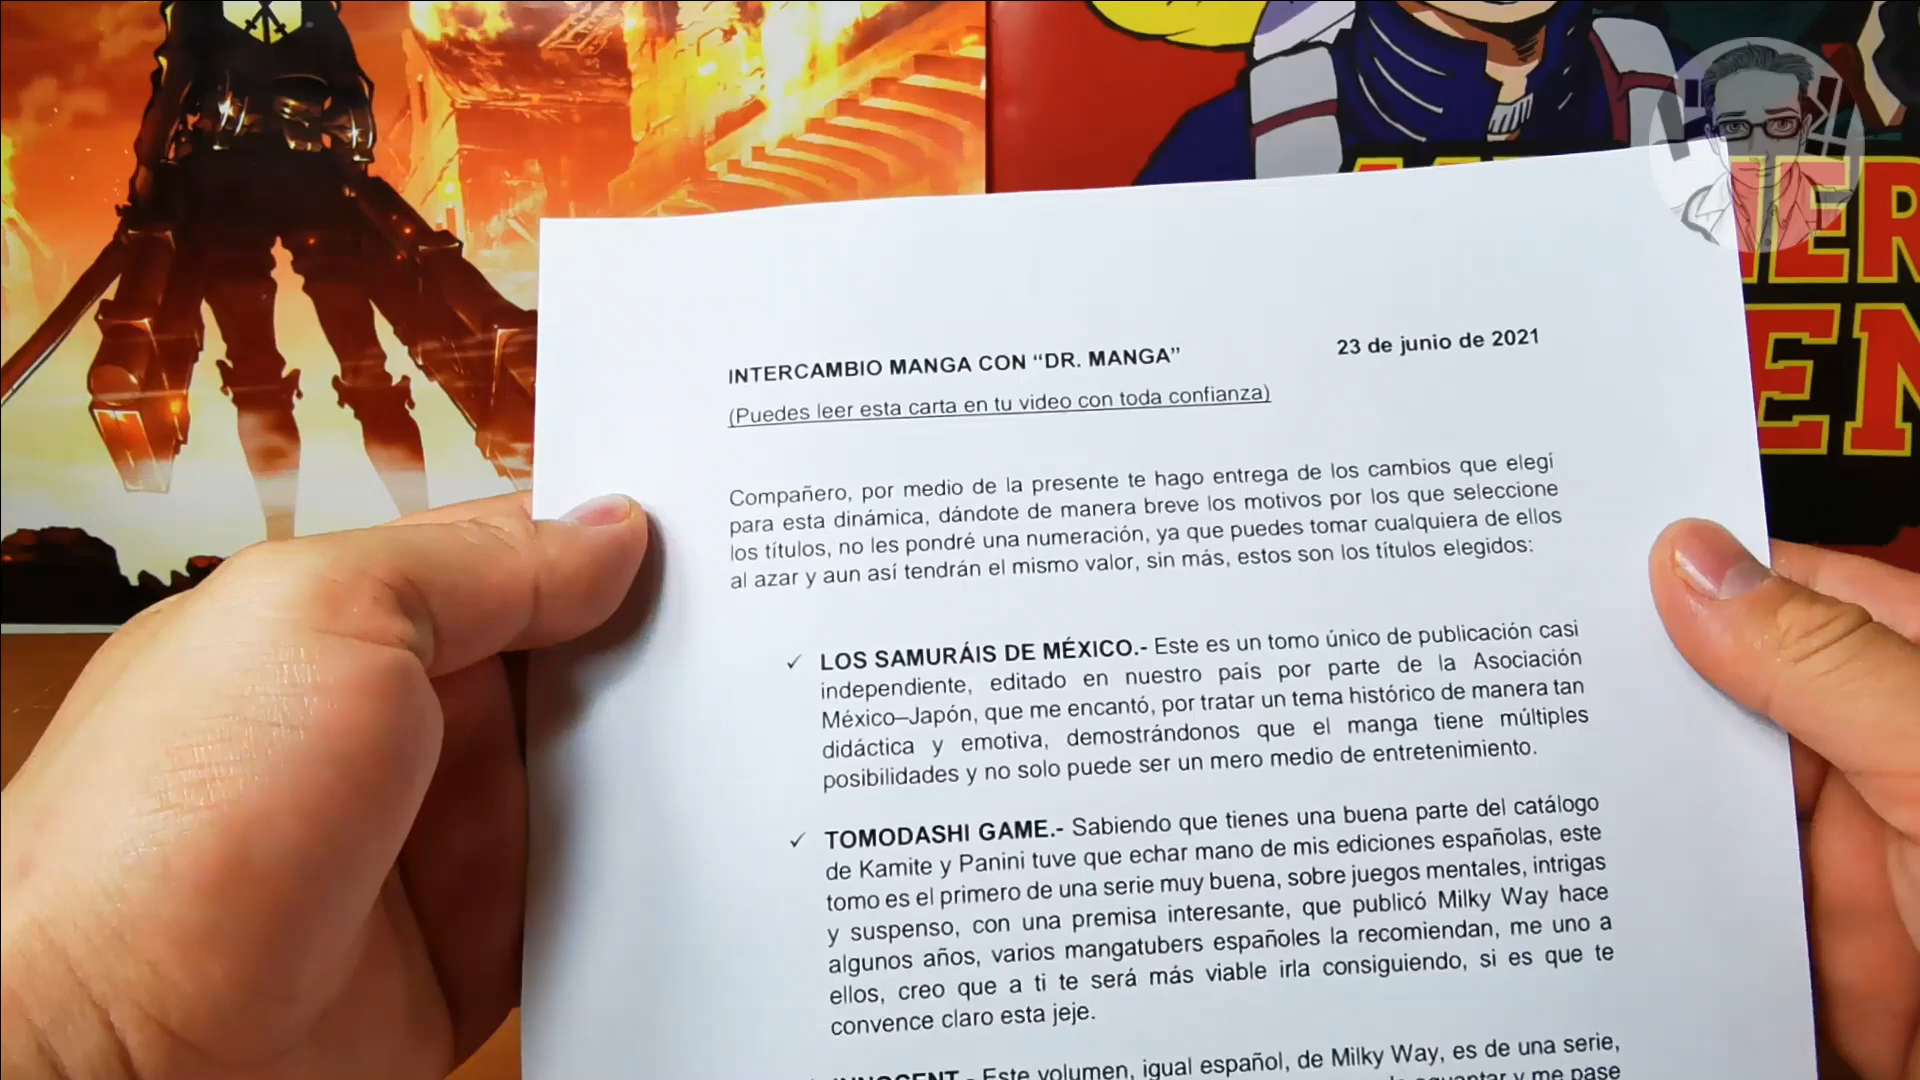 INTERCAMBIO MANGA CON “DR. MANGA”
23 de junio de 2021
(Puedes leer esta carta en tu video con toda confianza)
Compañero, por medio de la presente te hago entrega de los cambios que elegí
para esta dinámica, dándote de manera breve los motivos por los que seleccione
los títulos, no les pondré una numeración, ya que puedes tomar cualquiera de ellos
al azar y aun así tendrán el mismo valor, sin más, estos son los títulos elegidos:
✓ LOS SAMURÁIS DE MÉXICO.- Este es un tomo único de publicación casi
independiente, editado en nuestro país por parte de la Asociación
México–Japón, que me encantó, por tratar un tema histórico de manera tan
didáctica y emotiva, demostrándonos que el manga tiene múltiples
posibilidades y no solo puede ser un mero medio de entretenimiento.
✓ TOMODASHI GAME.- Sabiendo que tienes una buena parte del catálogo
de Kamite y Panini tuve que echar mano de mis ediciones españolas, este
tomo es el primero de una serie muy buena, sobre juegos mentales, intrigas
y suspenso, con una premisa interesante, que publicó Milky Way hace
algunos años, varios mangatubers españoles la recomiendan, me uno a
ellos, creo que a ti te será más viable irla consiguiendo, si es que te
convence claro esta jeje.
INNOCENT.- Este volumen, igual español, de Milky Way, es de una serie,
aguantar y me pase